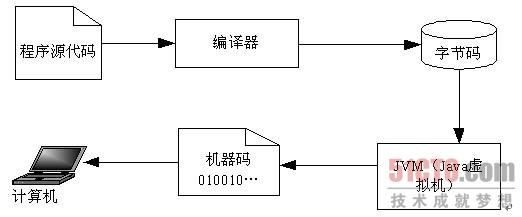 程序源代码
编译器
字节码
计算机
机器码
010010…
JVM（Java虚
拟机）
51CTO.com
技术成就梦想